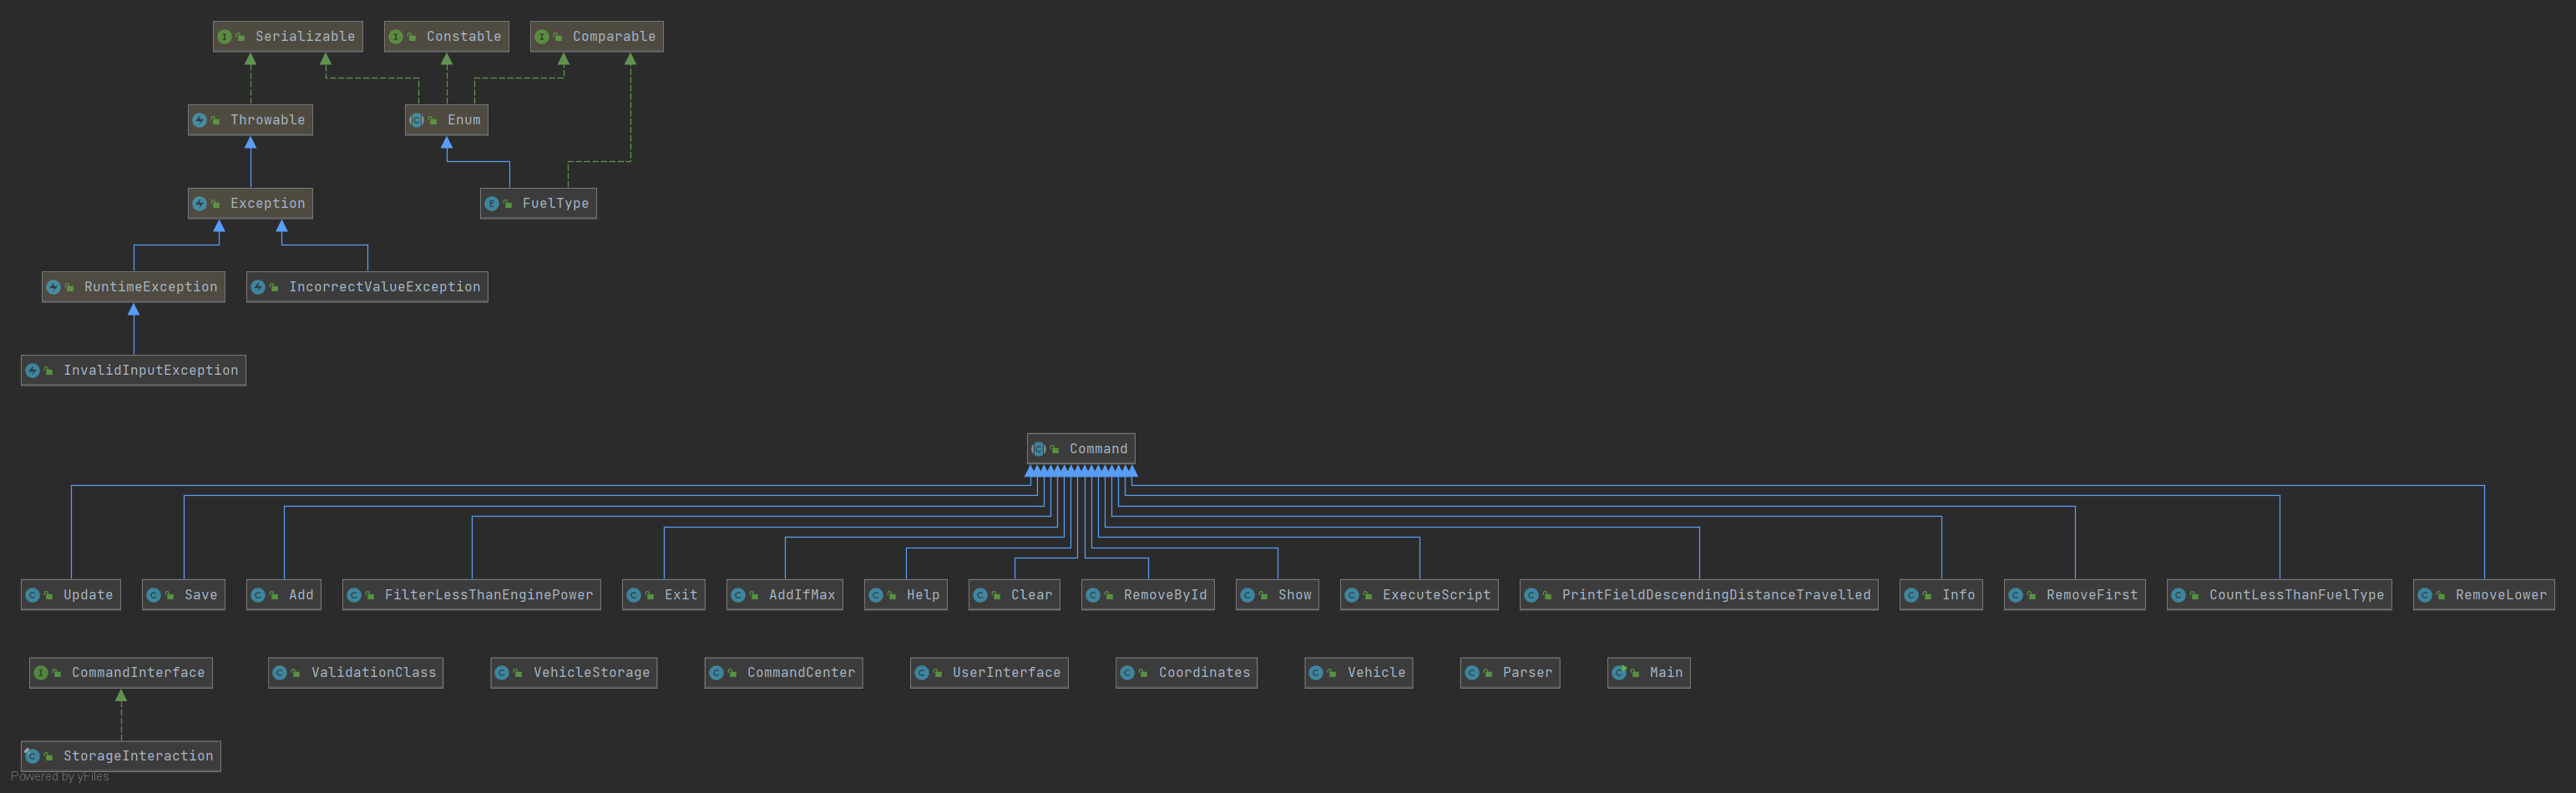 Serializable Constable Comparable
Throwable Enum
Exception FuelType
RuntimeException IncorrectValueException
InvalidInputException
Command
Update Save Add FilterLessThanEnginePower Exit AddIfMax Help Clear RemoveById Show ExecuteScript PrintFieldDescendingDistanceTravelled Info RemoveFirst CountLessThanFuelType RemoveLower
CommandInterface ValidationClass VehicleStorage CommandCenter UserInterface Coordinates Vehicle Parser Main
StorageInteraction
Powered by yFiles